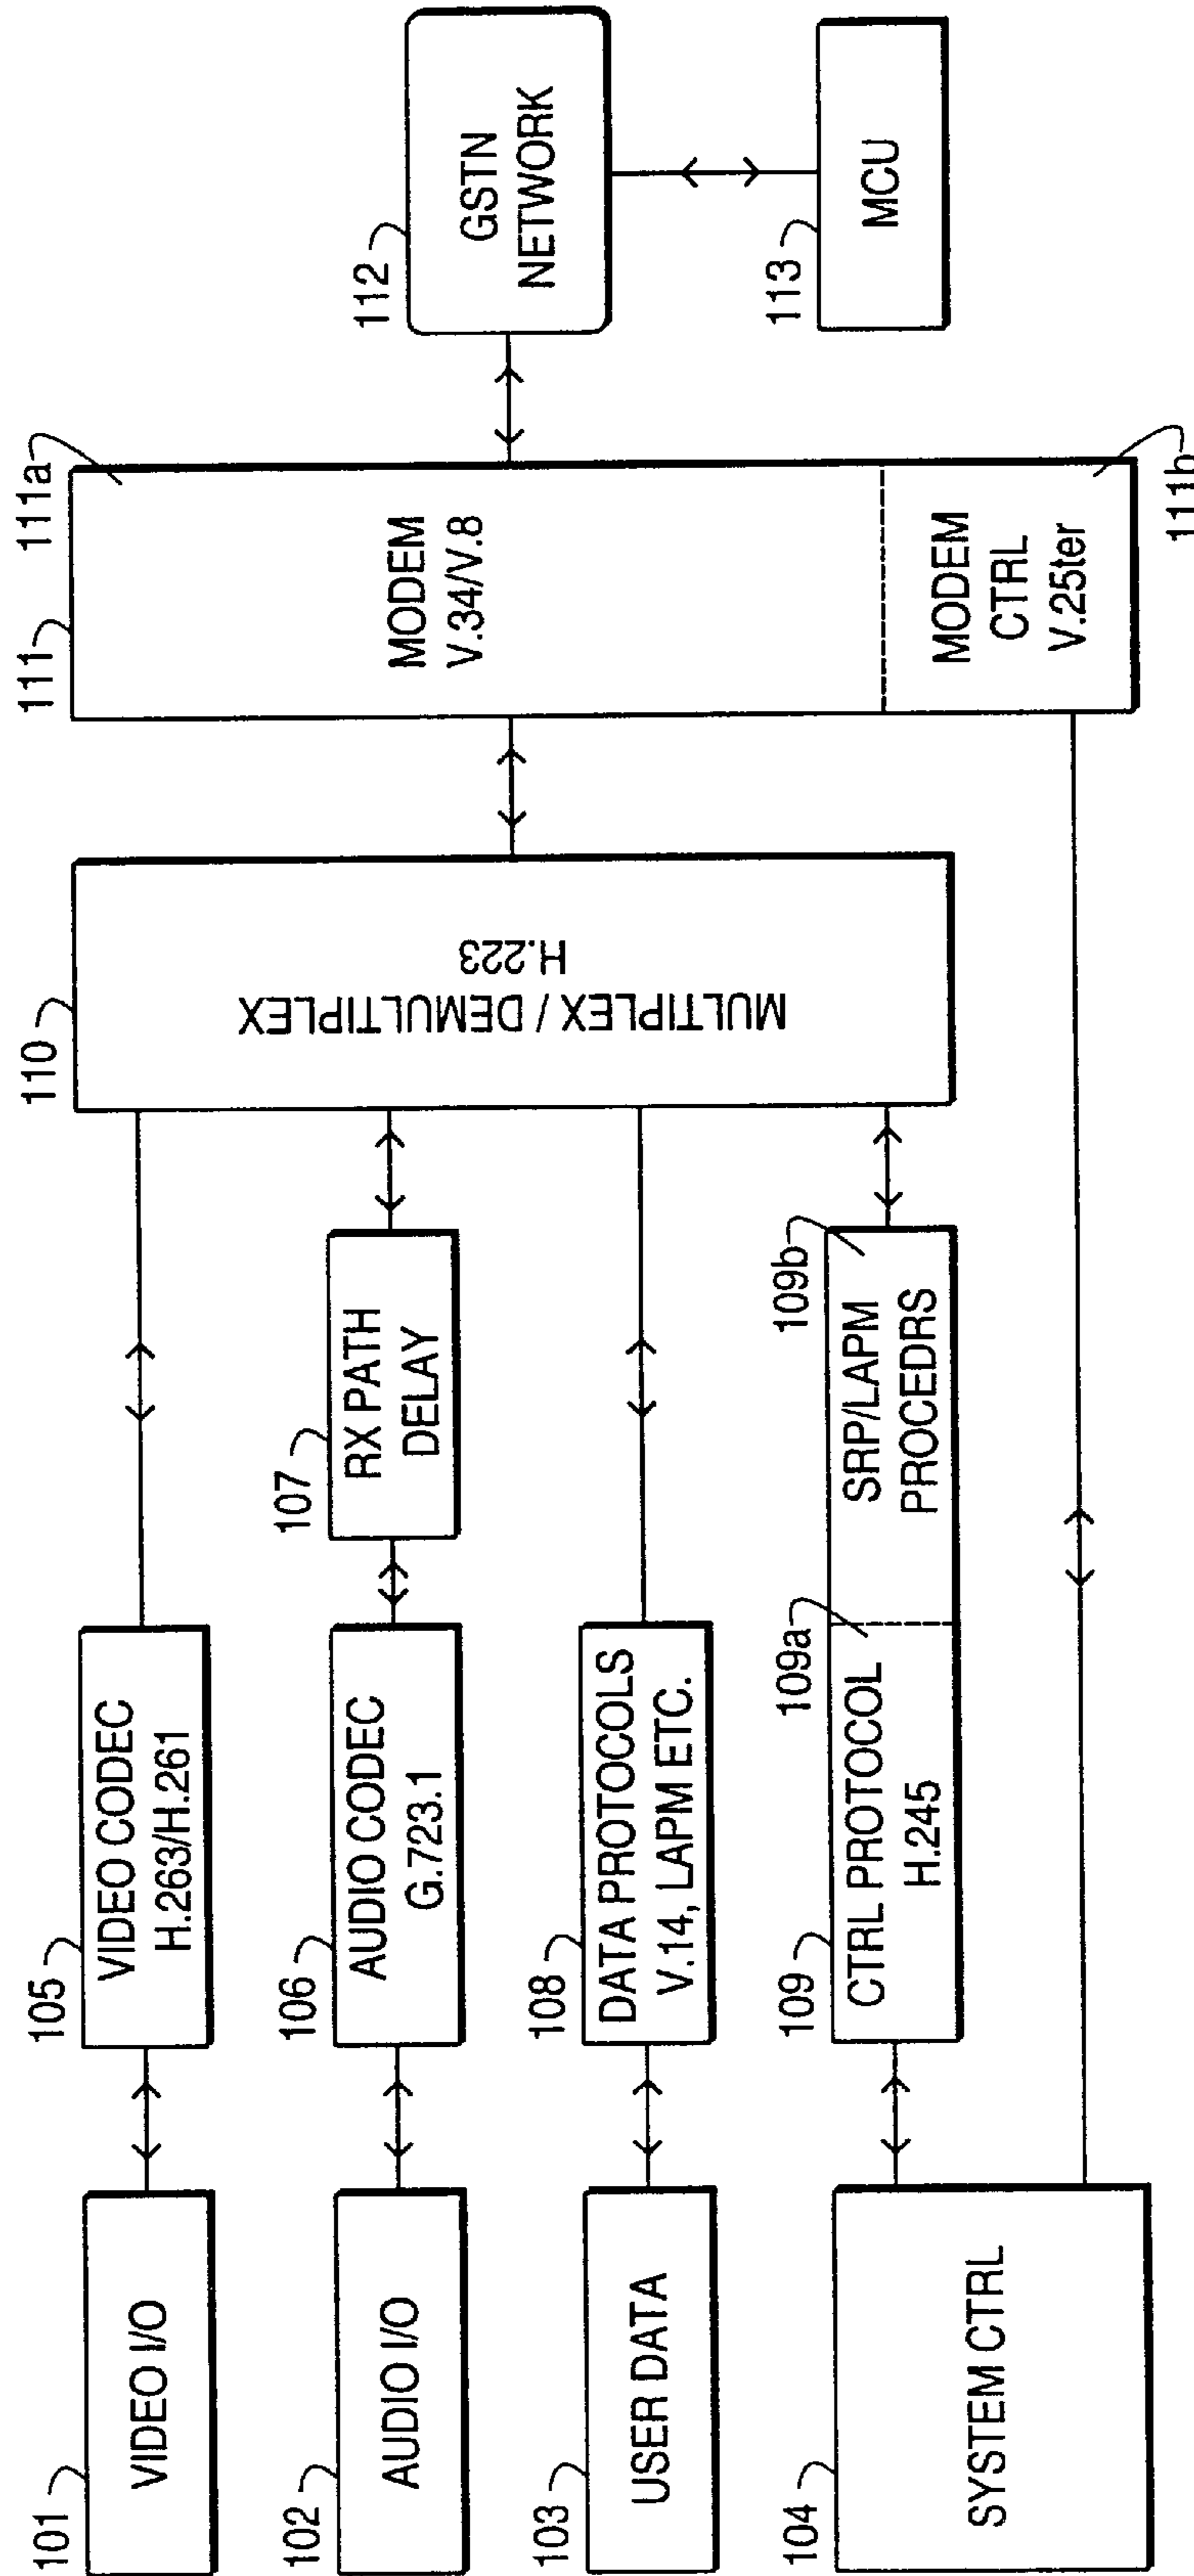 101
VIDEO I/O
102
AUDIO I/O
103
USER DATA
104
SYSTEM CTRL
105
VIDEO CODEC
H.263/H.261
106
AUDIO CODEC
G.723.1
107
RX PATH
DELAY
108
DATA PROTOCOLS
V.14, LAPM ETC.
109
109a
CTRL PROTOCOL
H.245
109b
SRP/LAPM
PROCEDRS
110
MULTIPLEX / DEMULTIPLEX
H.223
111
111a
MODEM
V.34/V.8
MODEM
CTRL
V.25ter
111b
112
GSTN
NETWORK
113
MCU